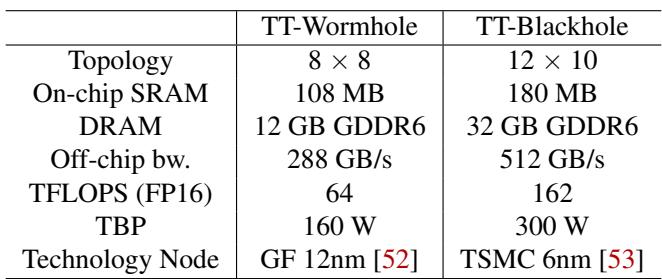 TT-Wormhole TT-Blackhole
Topology 8 × 8 12 × 10
On-chip SRAM 108 MB 180 MB
DRAM 12 GB GDDR6 32 GB GDDR6
Off-chip bw. 288 GB/s 512 GB/s
TFLOPS (FP16) 64 162
TBP 160 W 300 W
Technology Node GF 12nm [52] TSMC 6nm [53]